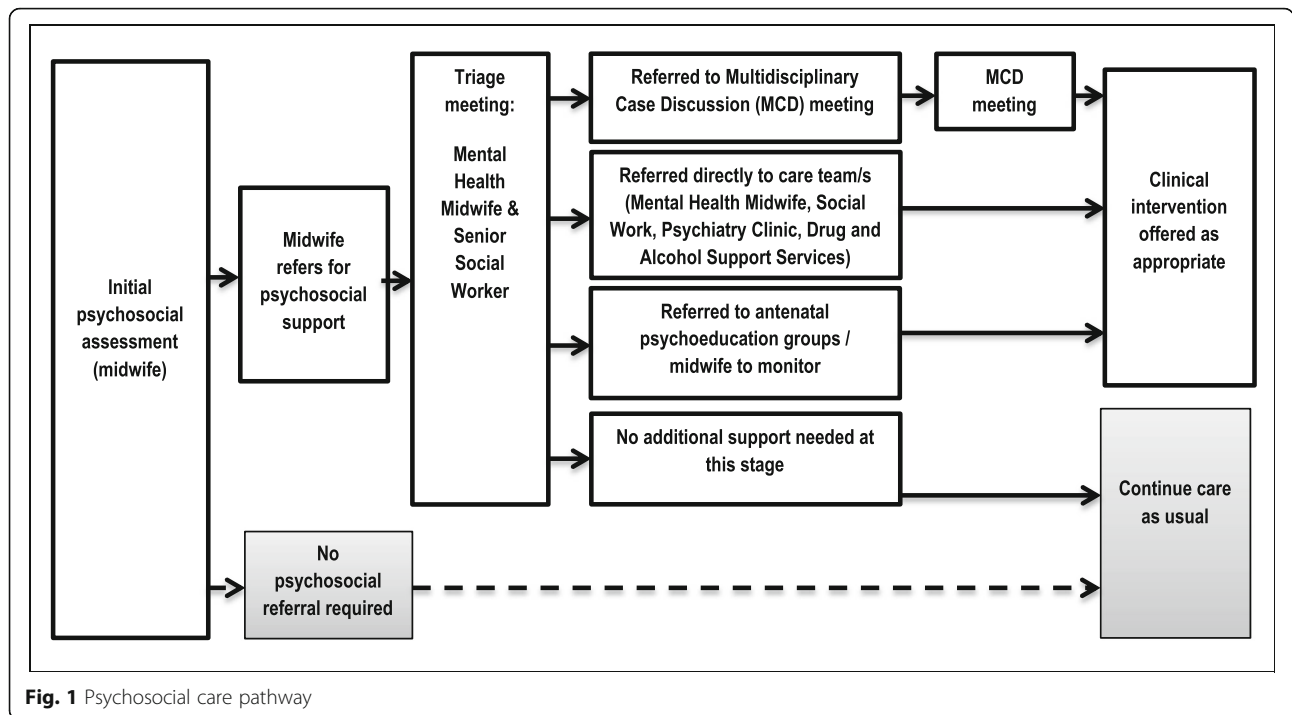 Initial
psychosocial
assessment
(midwife)
Midwife
refers for
psychosocial
support
No
psychosocial
referral required
Triage
meeting:
Mental
Health
Midwife &
Senior
Social
Worker
Referred to Multidisciplinary
Case Discussion (MCD) meeting
MCD
meeting
Referred directly to care team/s
(Mental Health Midwife, Social
Work, Psychiatry Clinic, Drug and
Alcohol Support Services)
Referred to antenatal
psychoeducation groups /
midwife to monitor
No additional support needed at
this stage
Clinical
intervention
offered as
appropriate
Continue care
as usual
Fig. 1 Psychosocial care pathway